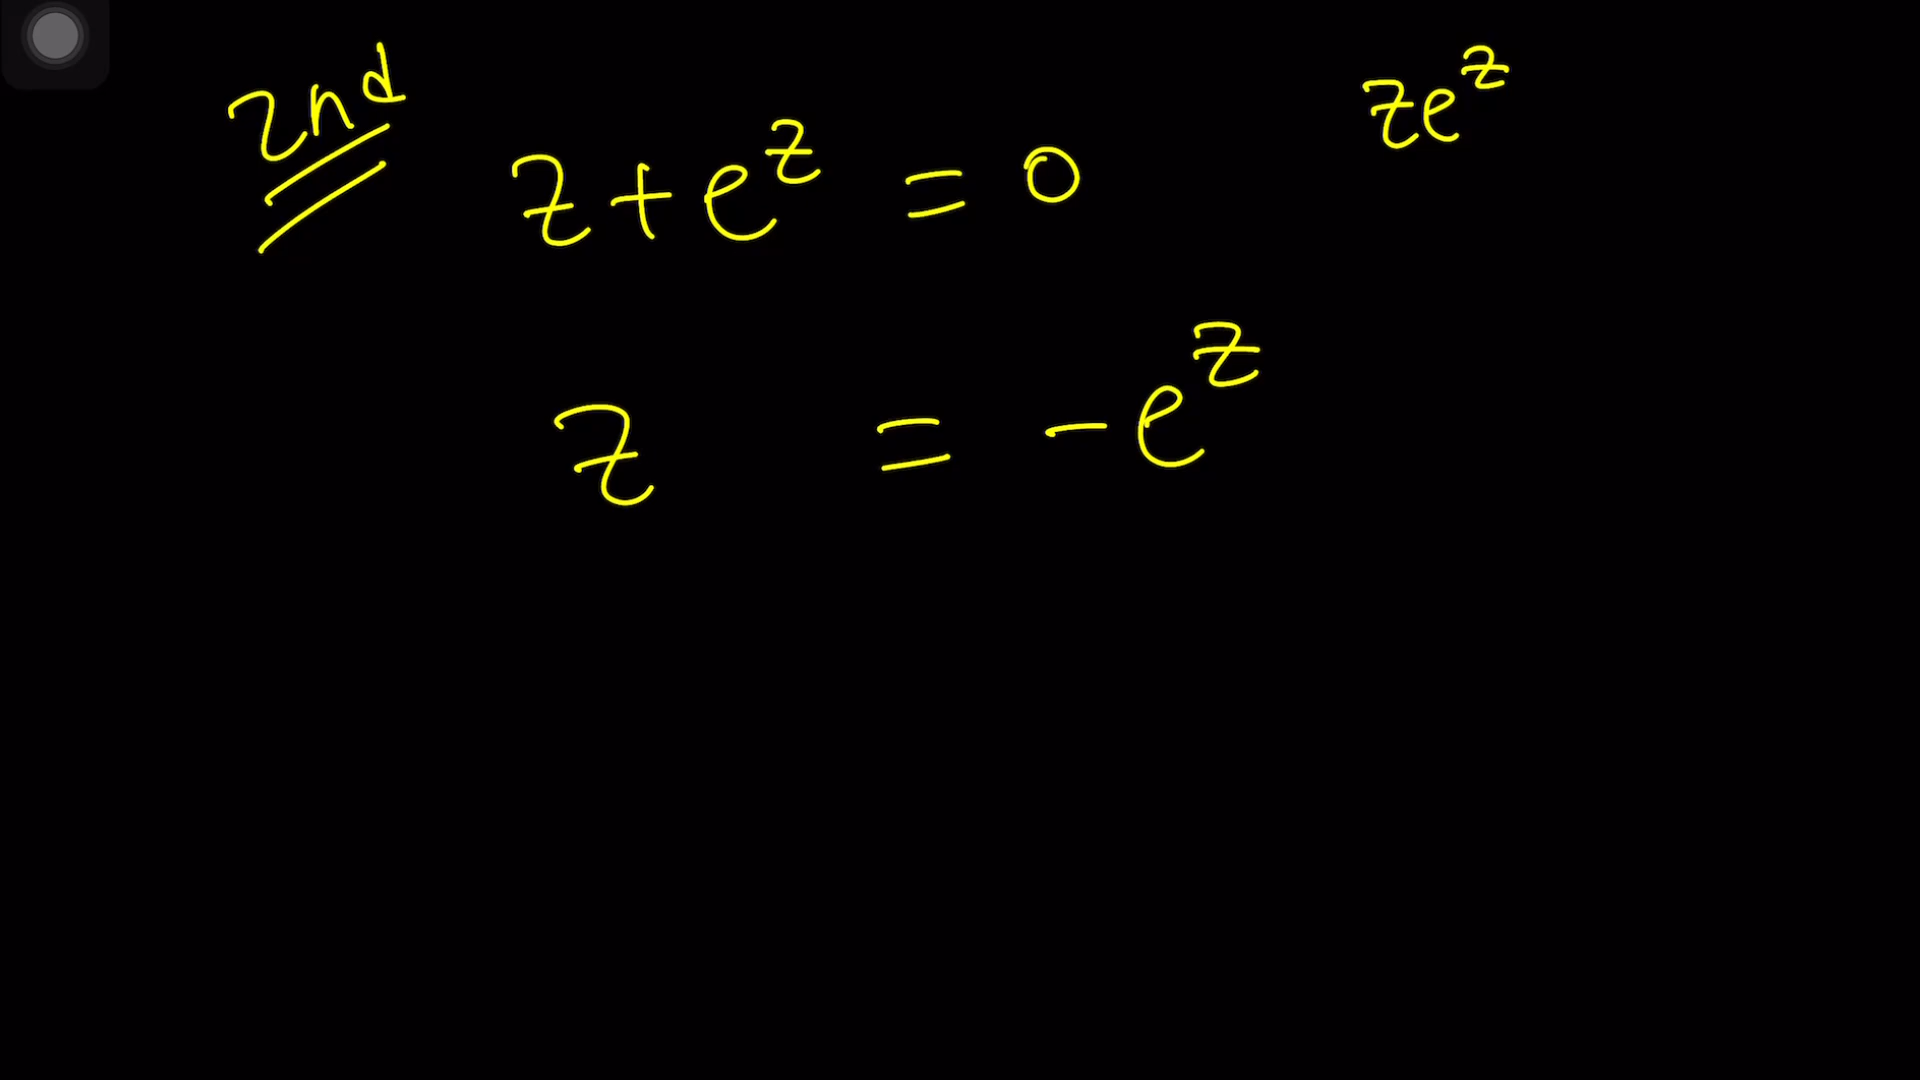 2nd
ze^z
z + e^z = 0
z = -e^z